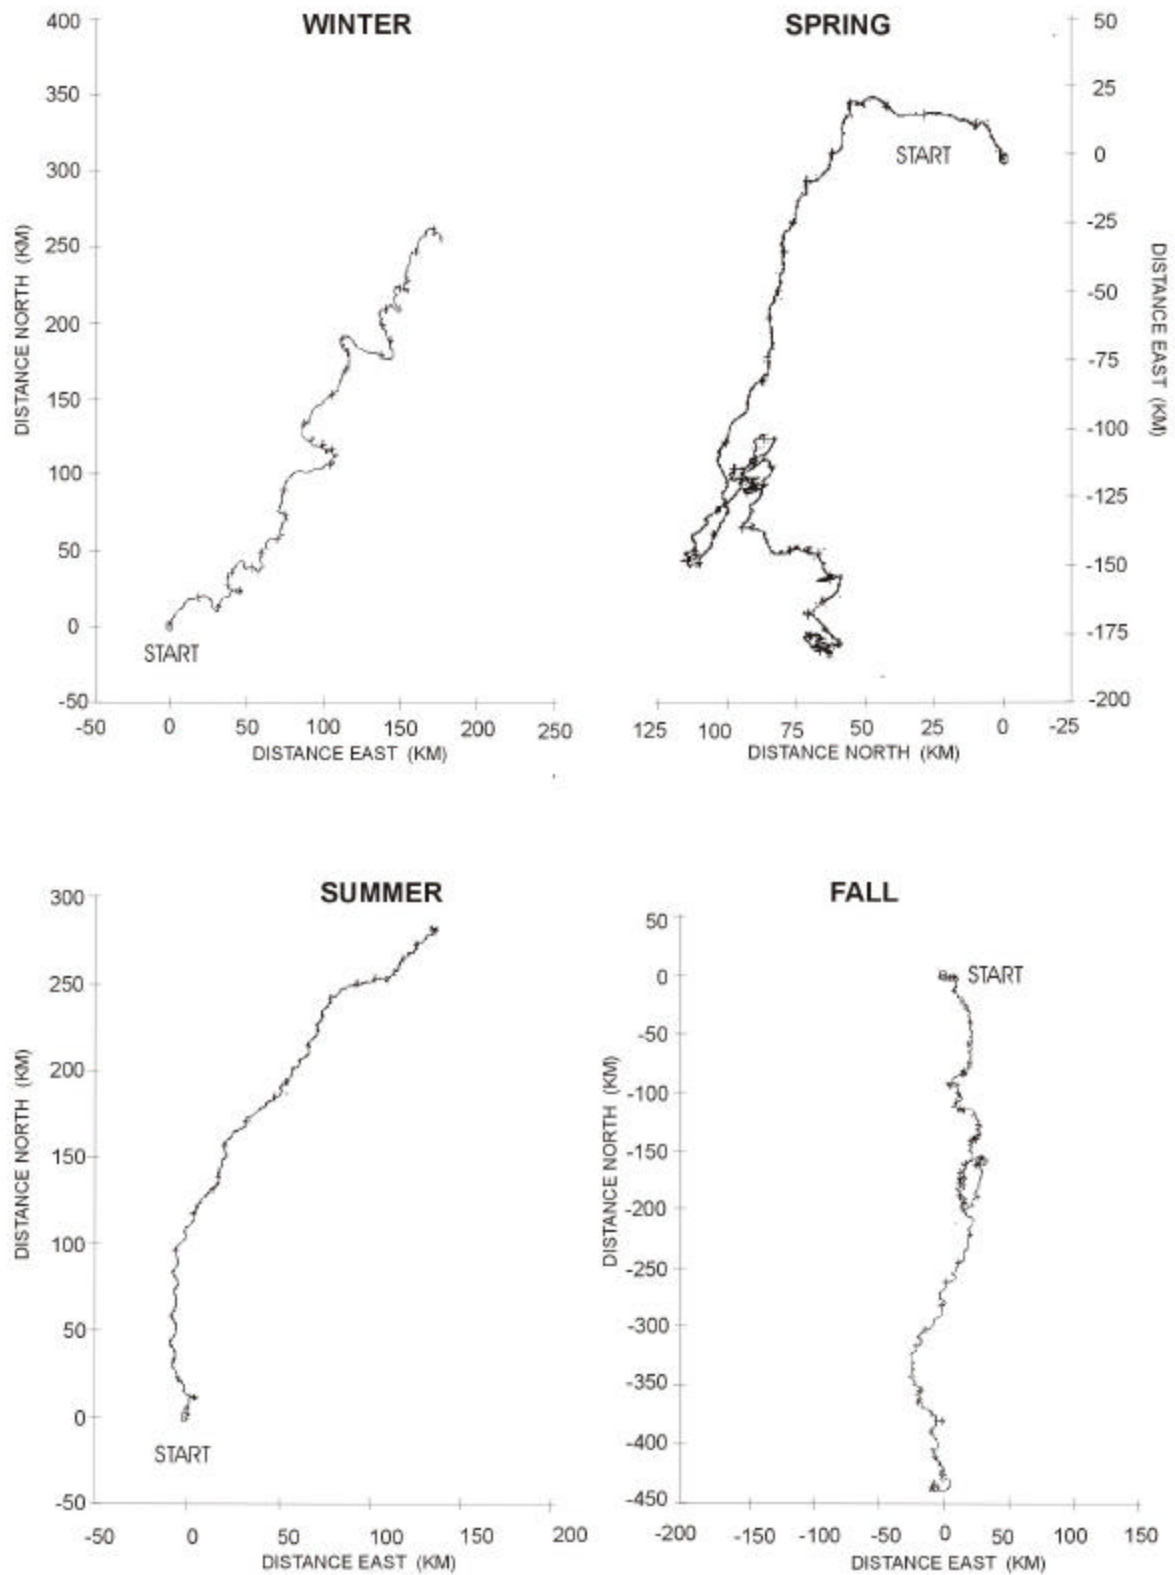 WINTER
400
350
300
250
200
150
100
50
0
-50
DISTANCE NORTH (KM)
START
-50 0 50 100 150 200 250
DISTANCE EAST (KM)
SPRING
50
25
0
-25
-50
-75
-100
-125
-150
-175
-200
DISTANCE EAST (KM)
START
125 100 75 50 25 0 -25
DISTANCE NORTH (KM)
SUMMER
300
250
200
150
100
50
0
-50
DISTANCE NORTH (KM)
START
-50 0 50 100 150 200
DISTANCE EAST (KM)
FALL
50
0
-50
-100
-150
-200
-250
-300
-350
-400
-450
DISTANCE NORTH (KM)
START
-200 -100 -50 0 50 100 150
DISTANCE EAST (KM)